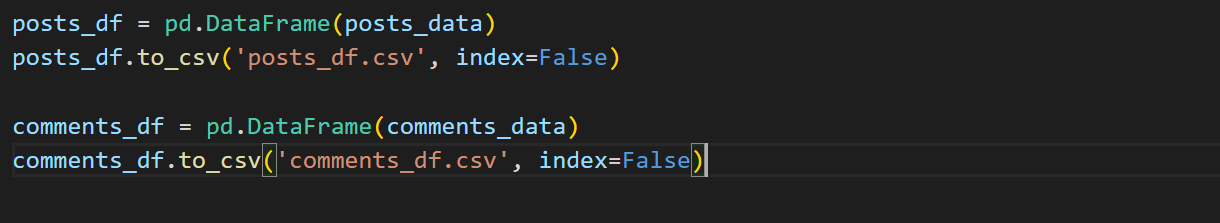 posts_df = pd.DataFrame(posts_data)
posts_df.to_csv('posts_df.csv', index=False)
comments_df = pd.DataFrame(comments_data)
comments_df.to_csv('comments_df.csv', index=False)